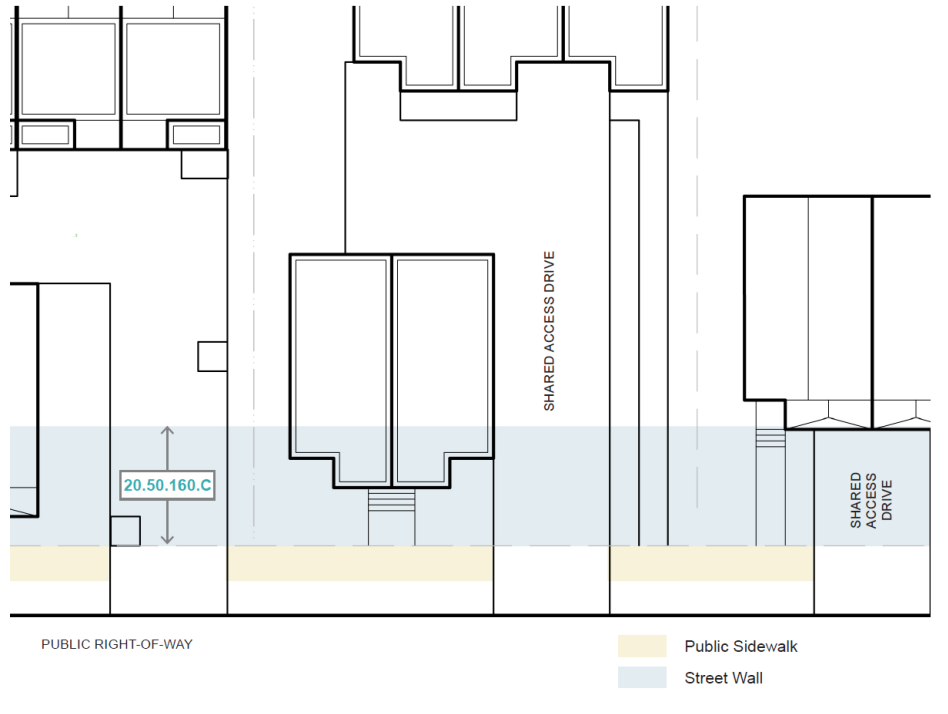 SHARED ACCESS DRIVE
20.50.160.C
SHARED
ACCESS
DRIVE
PUBLIC RIGHT-OF-WAY
Public Sidewalk
Street Wall